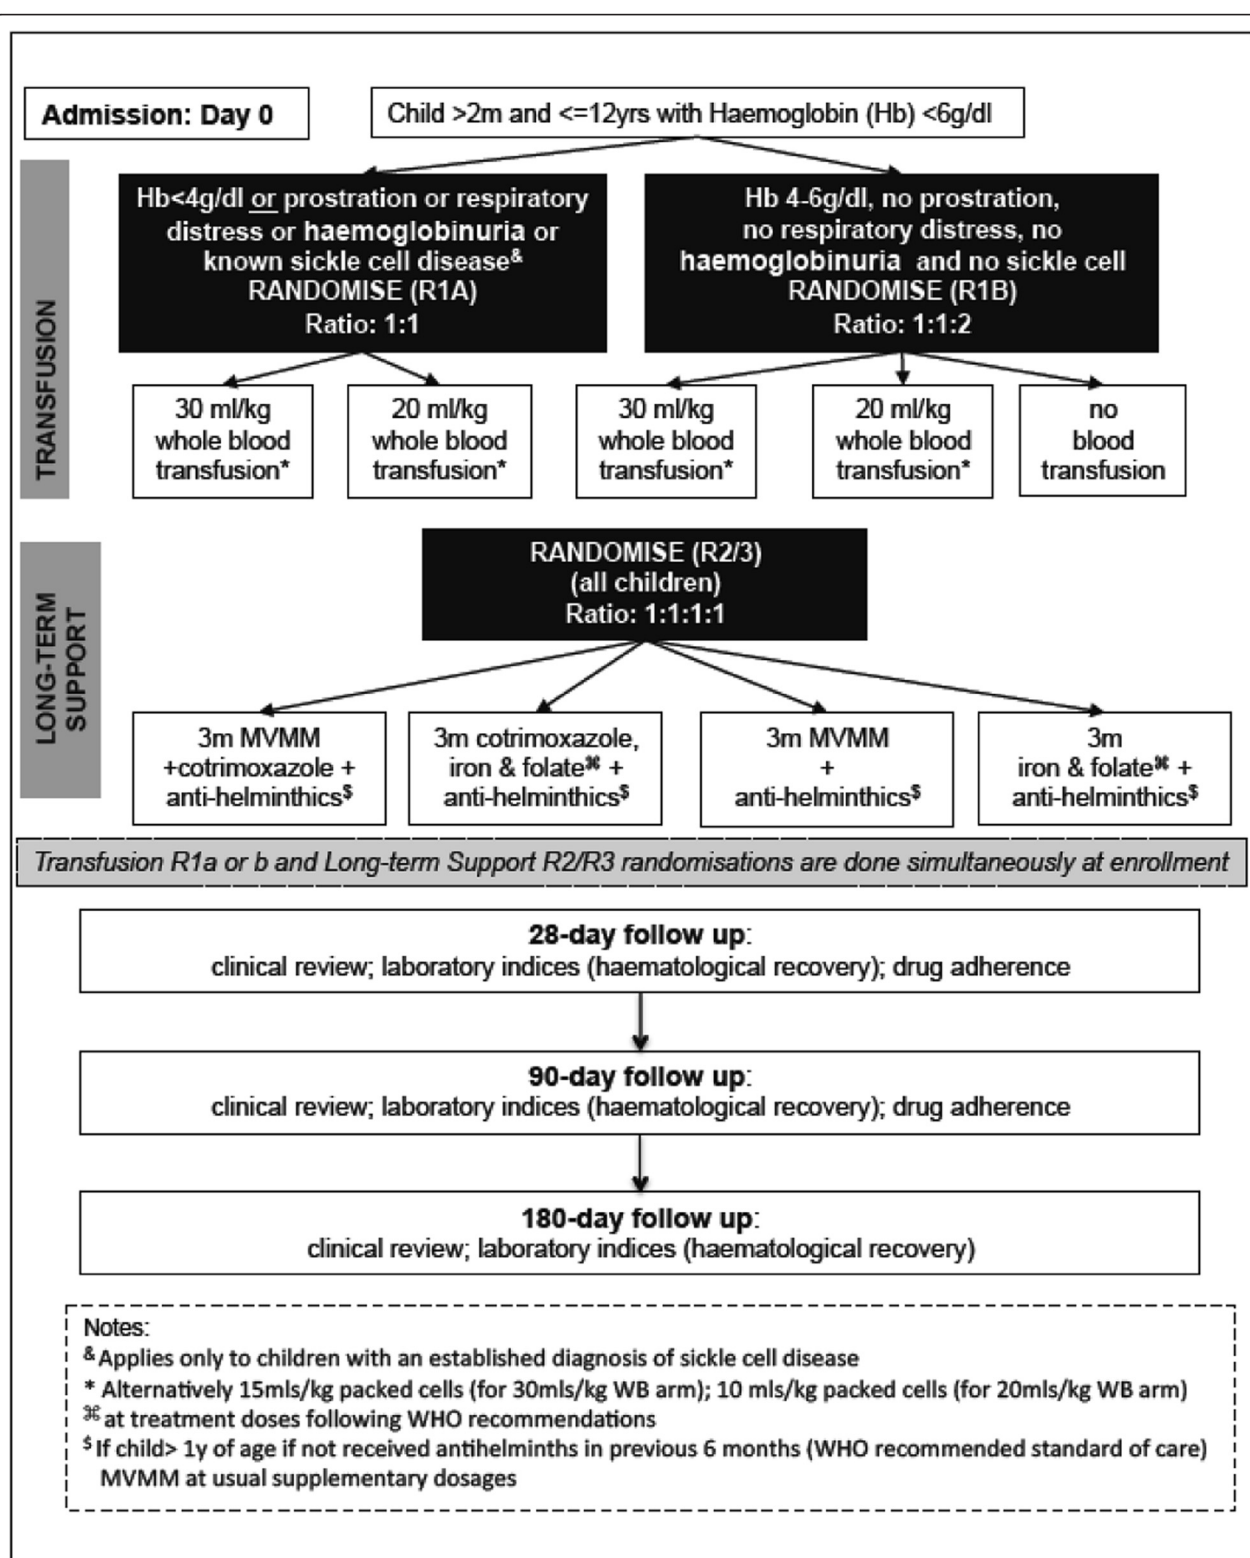 Admission: Day 0
Child >2m and <=12yrs with Haemoglobin (Hb) <6g/dl
TRANSFUSION
Hb<4g/dl or prostration or respiratory
distress or haemoglobinuria or
known sickle cell disease&
RANDOMISE (R1A)
Ratio: 1:1
Hb 4-6g/dl, no prostration,
no respiratory distress, no
haemoglobinuria and no sickle cell
RANDOMISE (R1B)
Ratio: 1:1:2
30 ml/kg
whole blood
transfusion*
20 ml/kg
whole blood
transfusion*
30 ml/kg
whole blood
transfusion*
20 ml/kg
whole blood
transfusion*
no
blood
transfusion
LONG-TERM
SUPPORT
RANDOMISE (R2/3)
(all children)
Ratio: 1:1:1:1
3m MVMM
+cotrimoxazole +
anti-helminthics$
3m cotrimoxazole,
iron & folate⌘ +
anti-helminthics$
3m MVMM
+
anti-helminthics$
3m
iron & folate⌘ +
anti-helminthics$
Transfusion R1a or b and Long-term Support R2/R3 randomisations are done simultaneously at enrollment
28-day follow up:
clinical review; laboratory indices (haematological recovery); drug adherence
90-day follow up:
clinical review; laboratory indices (haematological recovery); drug adherence
180-day follow up:
clinical review; laboratory indices (haematological recovery)
Notes:
& Applies only to children with an established diagnosis of sickle cell disease
* Alternatively 15mls/kg packed cells (for 30mls/kg WB arm); 10 mls/kg packed cells (for 20mls/kg WB arm)
⌘ at treatment doses following WHO recommendations
$ If child> 1y of age if not received antihelminths in previous 6 months (WHO recommended standard of care)
MVMM at usual supplementary dosages